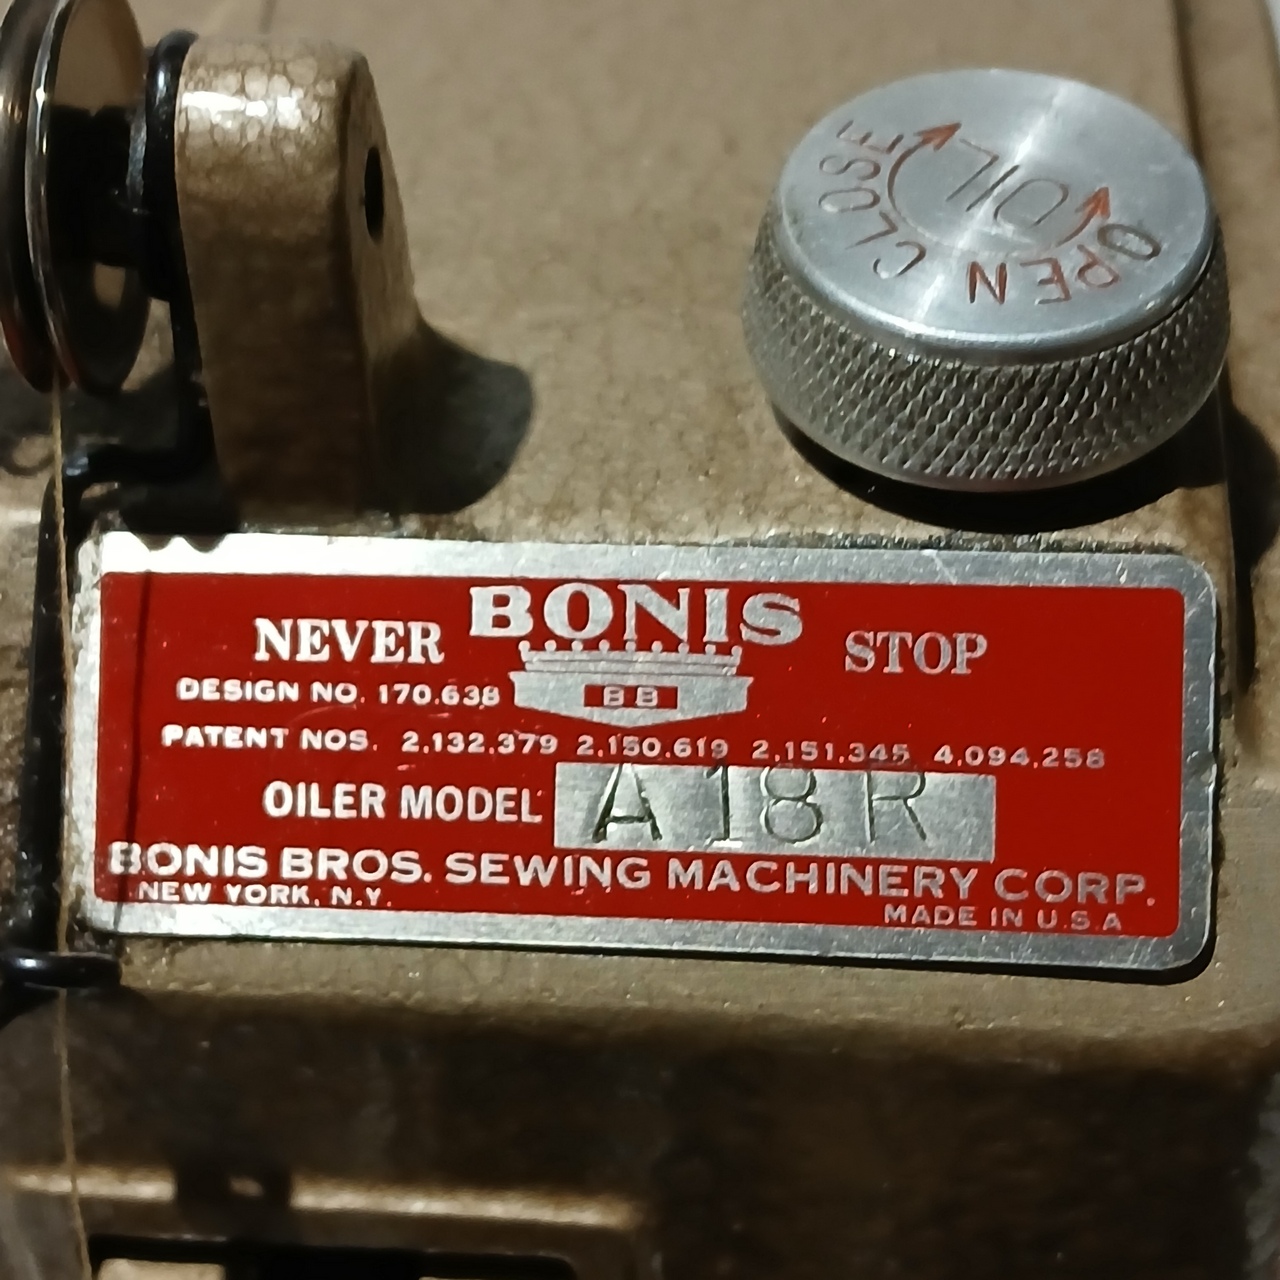 CLOSE
OIL
OPEN
BONIS
NEVER STOP
BB
DESIGN NO. 170.638
PATENT NOS. 2,132,379 2,150,619 2,151,345 4,094,258
OILER MODEL A18R
BONIS BROS. SEWING MACHINERY CORP.
NEW YORK, N.Y.
MADE IN U.S.A